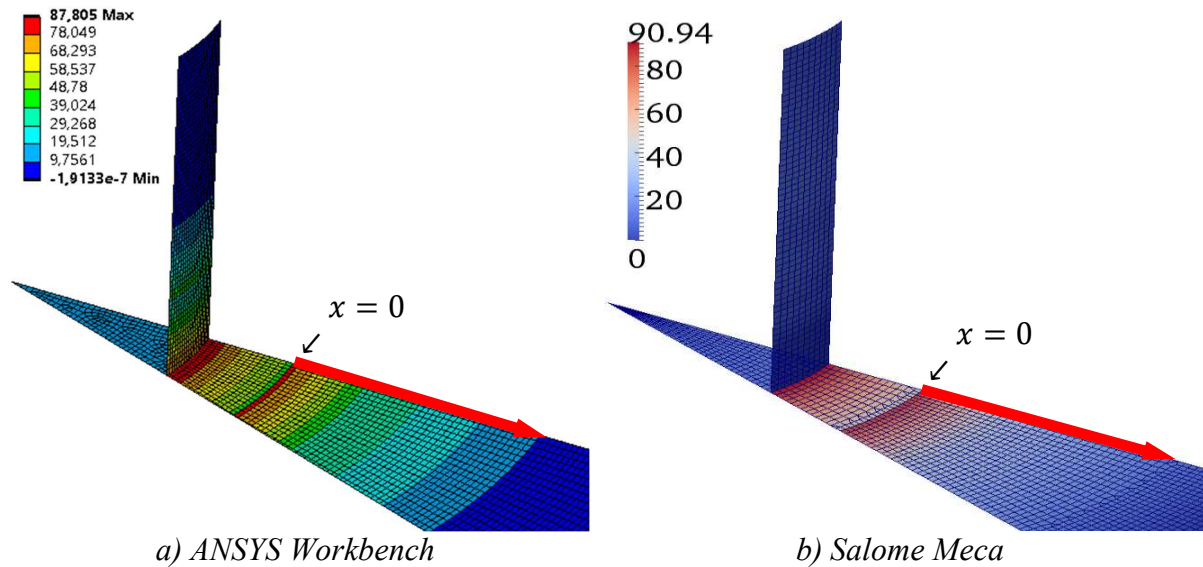 87,805 Max
78,049
68,293
58,537
48,78
39,024
29,268
19,512
9,7561
-1,9133e-7 Min
x = 0
↙
a) ANSYS Workbench
90.94
80
60
40
20
0
x = 0
↙
b) Salome Meca